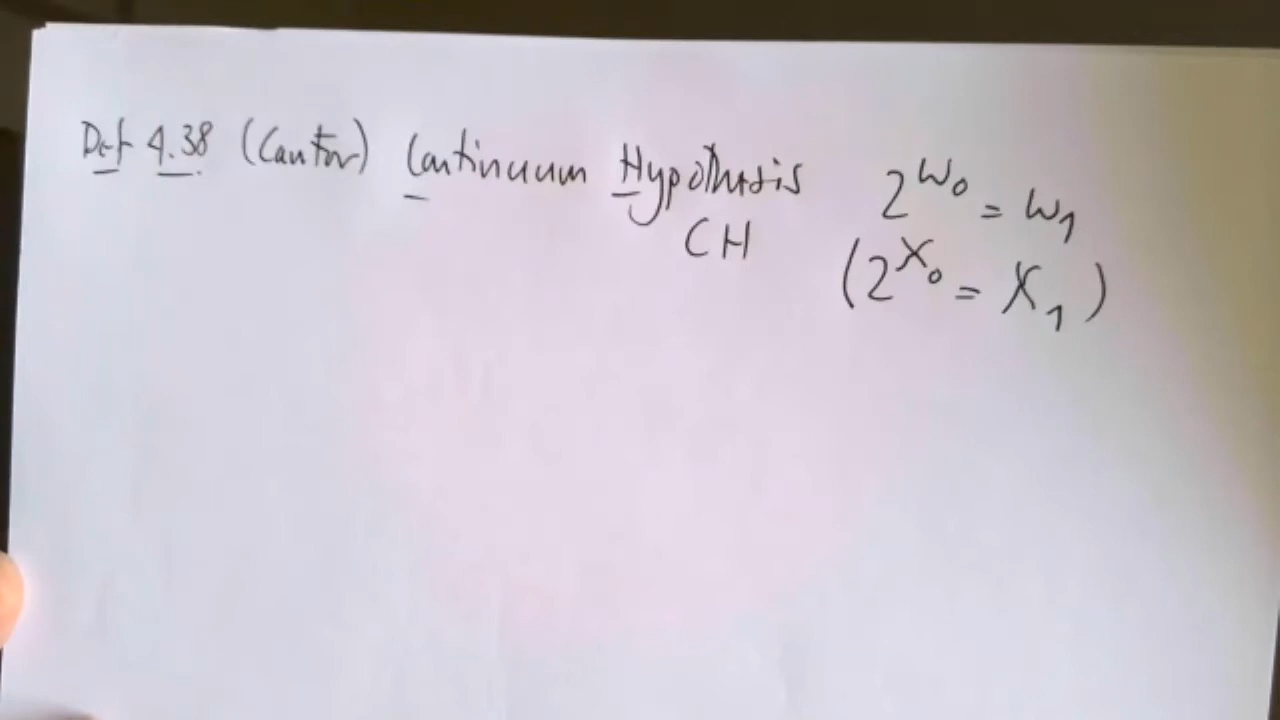 Def 4.38 (Cantor) Continuum Hypothesis 2^ω₀ = ω₁
CH (2^ℵ₀ = ℵ₁)